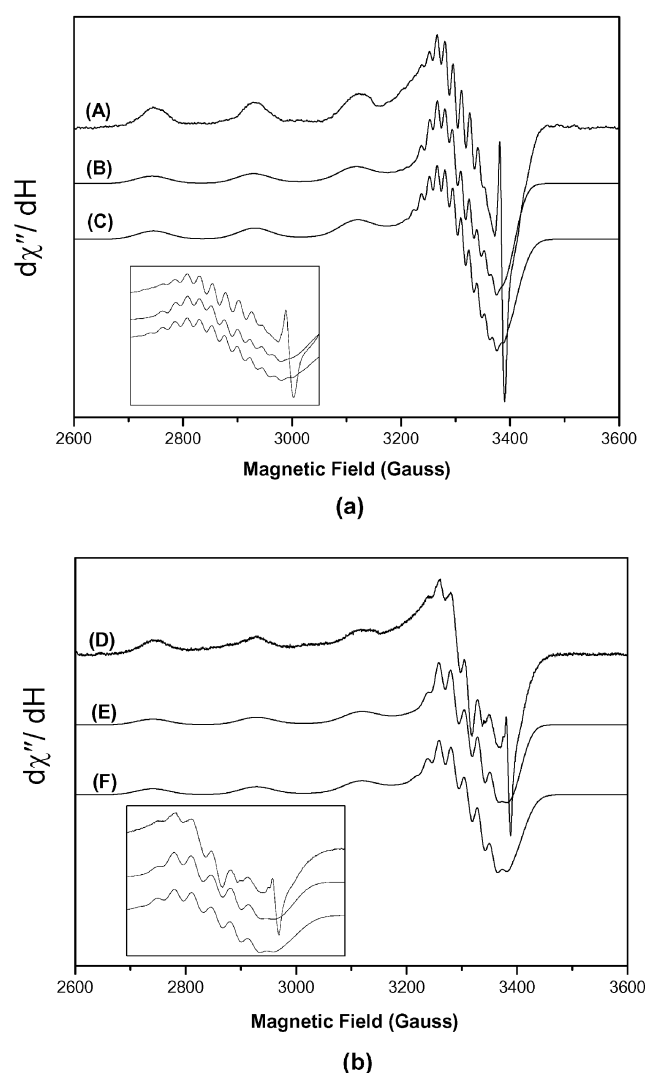 (A)
(B)
(C)
dχ″/ dH
2600 2800 3000 3200 3400 3600
Magnetic Field (Gauss)
(a)
(D)
(E)
(F)
dχ″/ dH
2600 2800 3000 3200 3400 3600
Magnetic Field (Gauss)
(b)